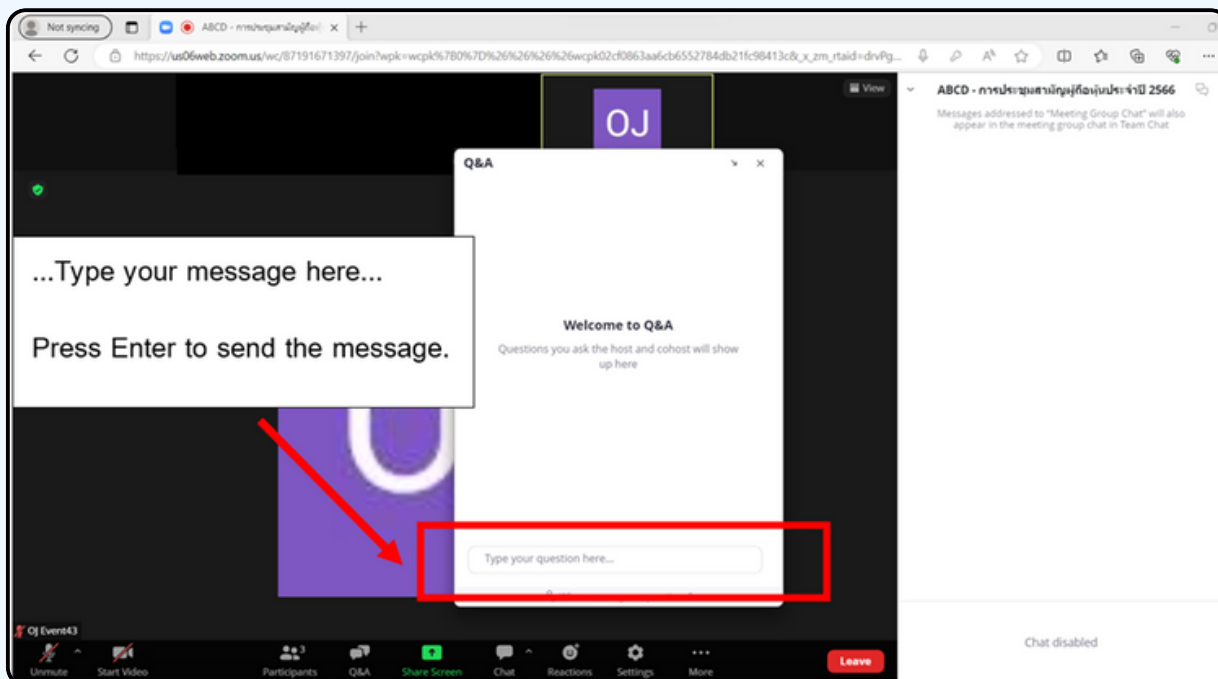 Not syncing
ABCD - การประชุมสามัญผู้ถือหุ้
https://us06web.zoom.us/wc/87191671397/join?wpk=wcpk%7B0%7D%26%26%26%26wcpk02cf0863aa6cb6552784db21fc98413c&_x_zm_rtaid=drvPg...
View
ABCD - การประชุมสามัญผู้ถือหุ้นประจำปี 2566
Messages addressed to "Meeting Group Chat" will also
appear in the meeting group chat in Team Chat
OJ
Q&A
...Type your message here...
Press Enter to send the message.
Welcome to Q&A
Questions you ask the host and cohost will show
up here
Type your question here...
OJ Event43
Chat disabled
Unmute
Start Video
Participants
3
Q&A
Share Screen
Chat
Reactions
Settings
More
Leave